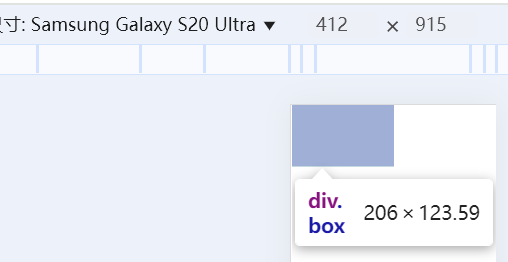 寸: Samsung Galaxy S20 Ultra ▼ 412 × 915
div.
box 206 × 123.59